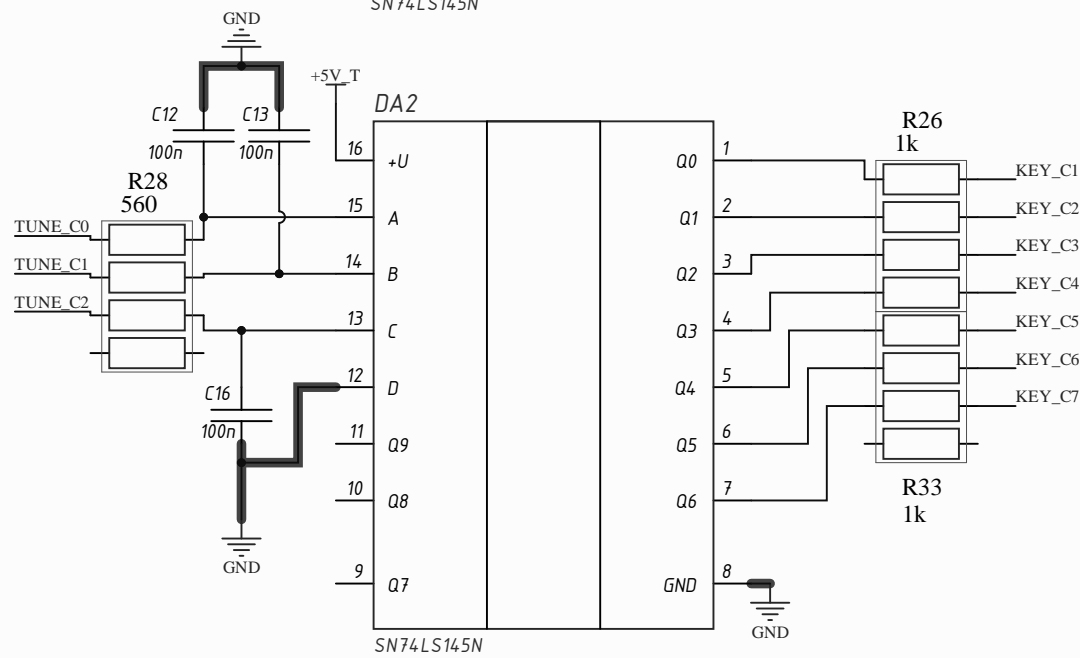 SN74LS145N
GND
+5V_T
DA2
C12
C13
100n
100n
R28
560
R26
1k
TUNE_C0
TUNE_C1
TUNE_C2
16
+U
15
A
14
B
13
C
12
D
11
Q9
10
Q8
9
Q7
Q0
1
Q1
2
Q2
3
Q3
4
Q4
5
Q5
6
Q6
7
GND
8
KEY_C1
KEY_C2
KEY_C3
KEY_C4
KEY_C5
KEY_C6
KEY_C7
C16
100n
GND
R33
1k
GND
SN74LS145N